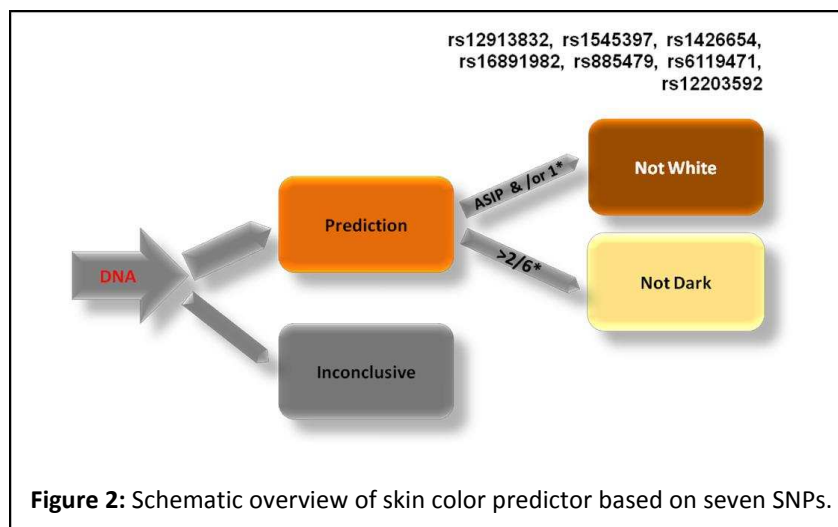 rs12913832, rs1545397, rs1426654,
rs16891982, rs885479, rs6119471,
rs12203592
ASIP & /or 1*
Not White
Prediction
>2/6*
Not Dark
DNA
Inconclusive
Figure 2: Schematic overview of skin color predictor based on seven SNPs.